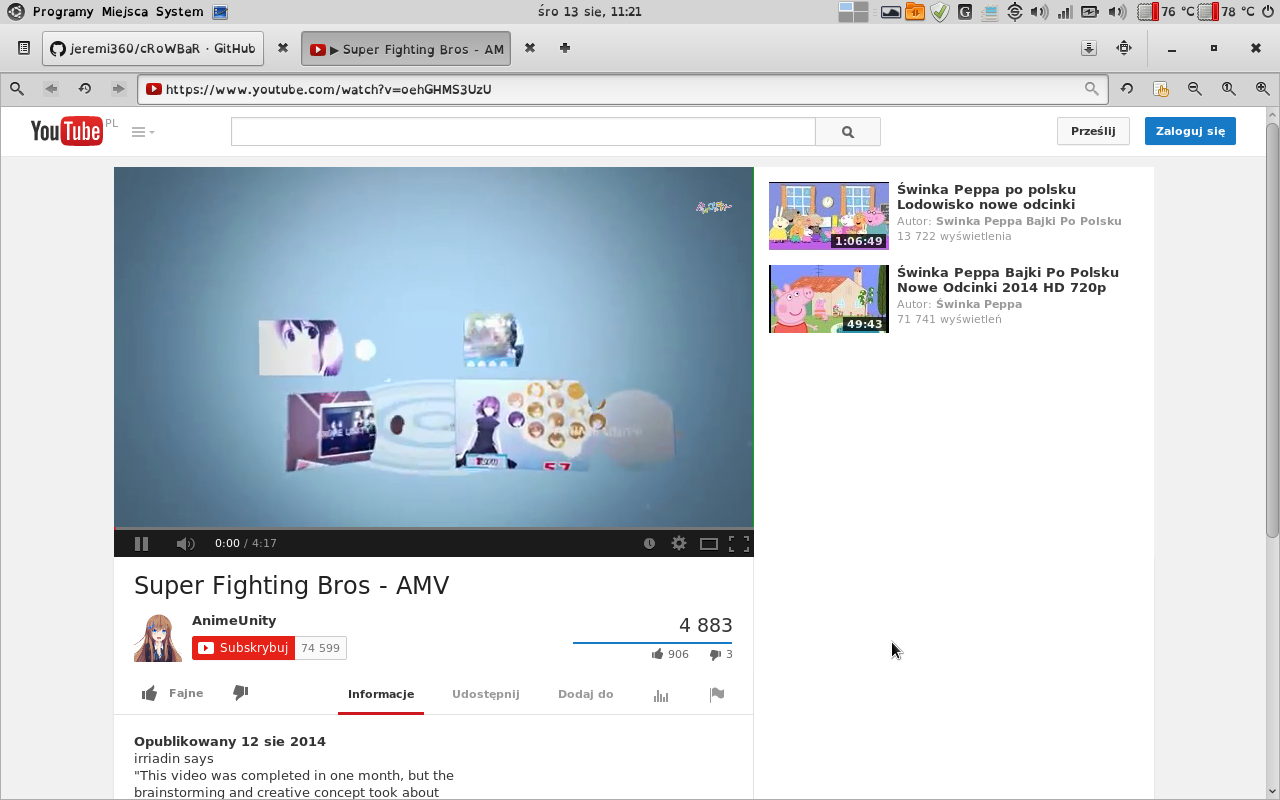 Programy Miejsca System
śro 13 sie, 11:21
76 °C 78 °C
jeremi360/cRoWBaR · GitHub
▶ Super Fighting Bros - AM
https://www.youtube.com/watch?v=oehGHMS3UzU
YouTube PL
Prześlij
Zaloguj się
0:00 / 4:17
Świnka Peppa po polsku
Lodowisko nowe odcinki
Autor: Swinka Peppa Bajki Po Polsku
13 722 wyświetlenia
1:06:49
Świnka Peppa Bajki Po Polsku
Nowe Odcinki 2014 HD 720p
Autor: Świnka Peppa
71 741 wyświetleń
49:43
57
Super Fighting Bros - AMV
AnimeUnity
Subskrybuj 74 599
4 883
906 3
Fajne
Informacje Udostępnij Dodaj do
Opublikowany 12 sie 2014
irriadin says
"This video was completed in one month, but the
brainstorming and creative concept took about